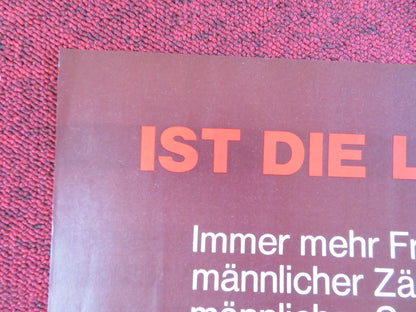 IST DIE L
Immer mehr Fr
männlicher Zä